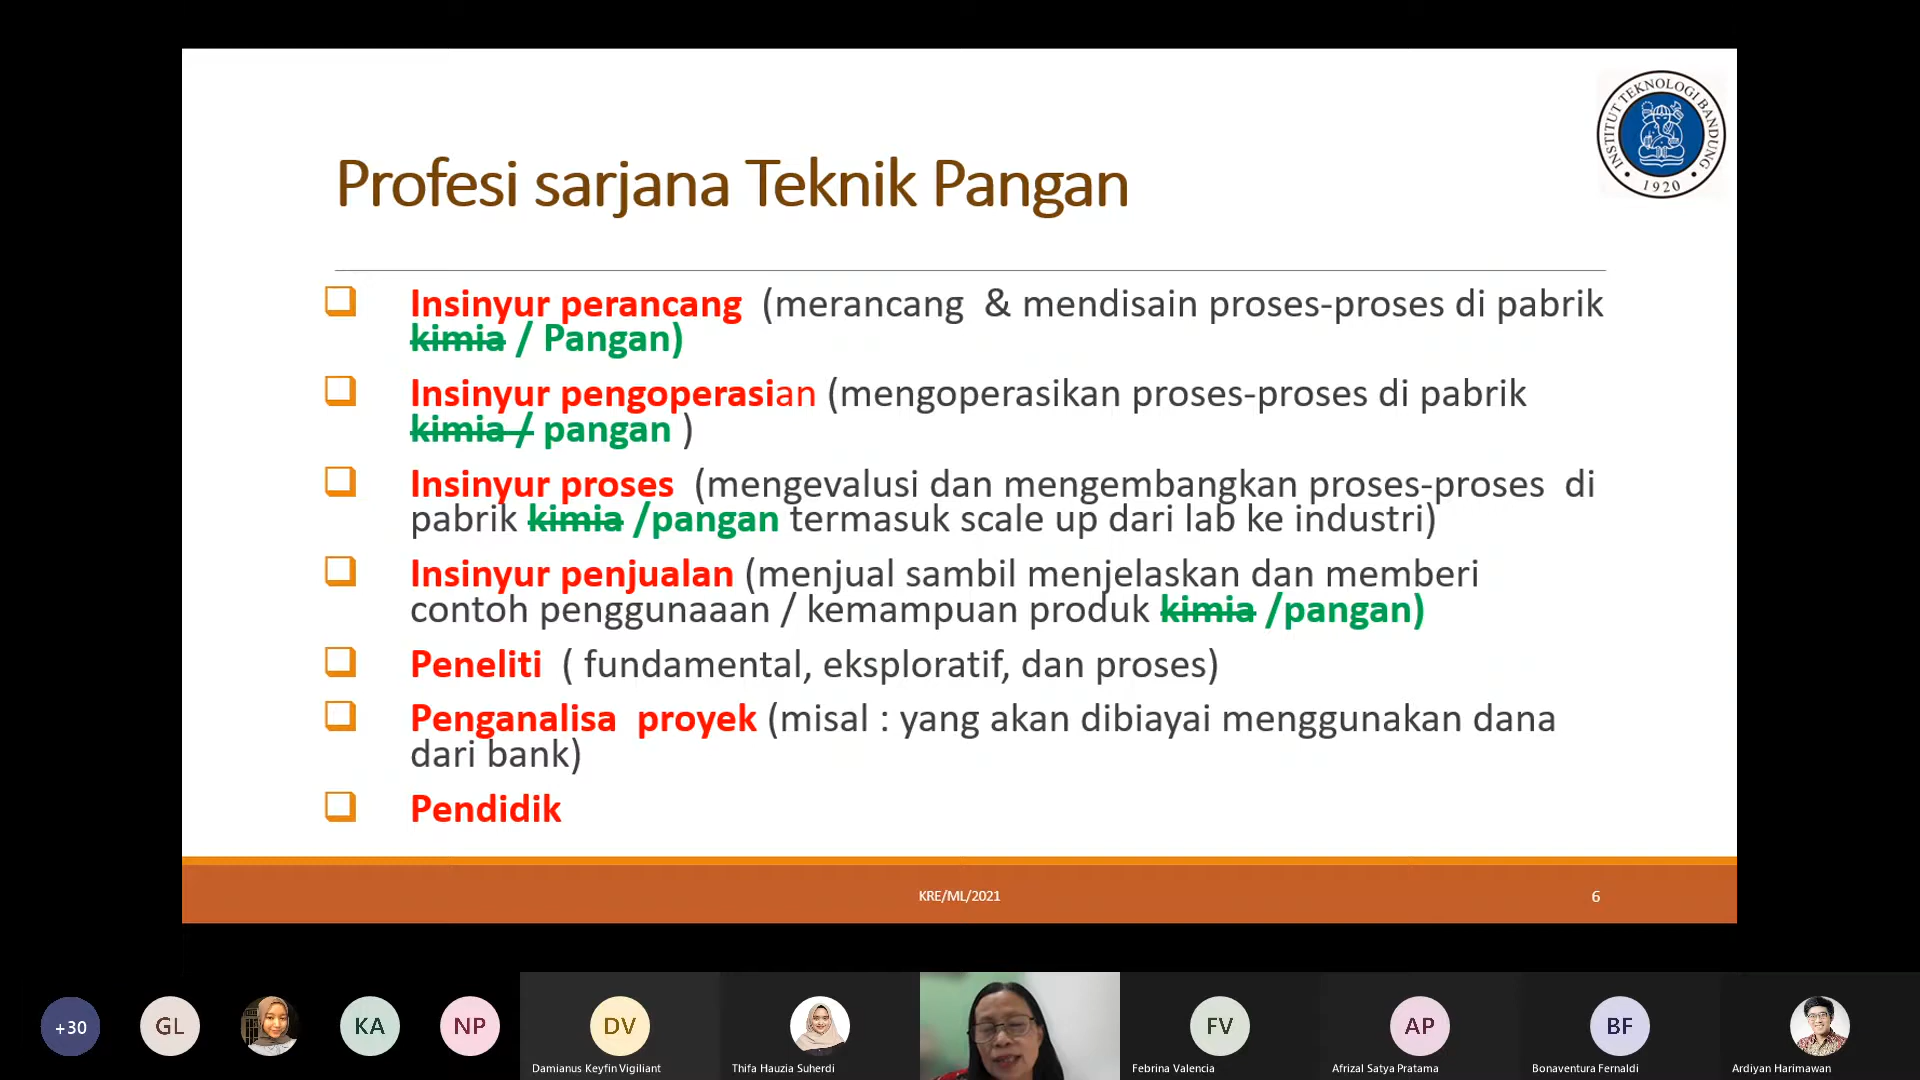 INSTITUT TEKNOLOGI BANDUNG
1920
Profesi sarjana Teknik Pangan
Insinyur perancang (merancang & mendisain proses-proses di pabrik
kimia / Pangan)
Insinyur pengoperasian (mengoperasikan proses-proses di pabrik
kimia / pangan )
Insinyur proses (mengevalusi dan mengembangkan proses-proses di
pabrik kimia /pangan termasuk scale up dari lab ke industri)
Insinyur penjualan (menjual sambil menjelaskan dan memberi
contoh penggunaaan / kemampuan produk kimia /pangan)
Peneliti ( fundamental, eksploratif, dan proses)
Penganalisa proyek (misal : yang akan dibiayai menggunakan dana
dari bank)
Pendidik
KRE/ML/2021
6
+30
GL
KA
NP
DV
FV
AP
BF
Damianus Keyfin Vigiliant
Thifa Hauzia Suherdi
Febrina Valencia
Afrizal Satya Pratama
Bonaventura Fernaldi
Ardiyan Harimawan